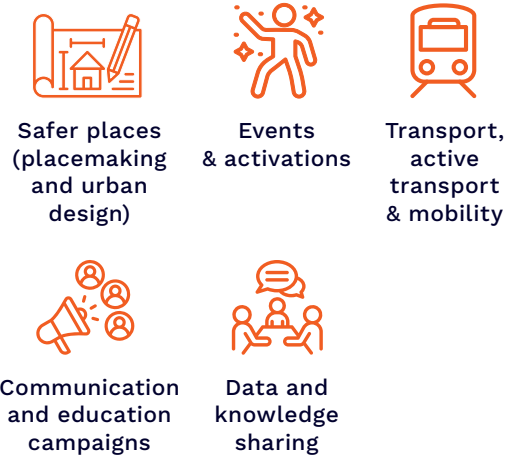 Safer places
(placemaking
and urban
design)
Events
& activations
Transport,
active
transport
& mobility
Communication
and education
campaigns
Data and
knowledge
sharing